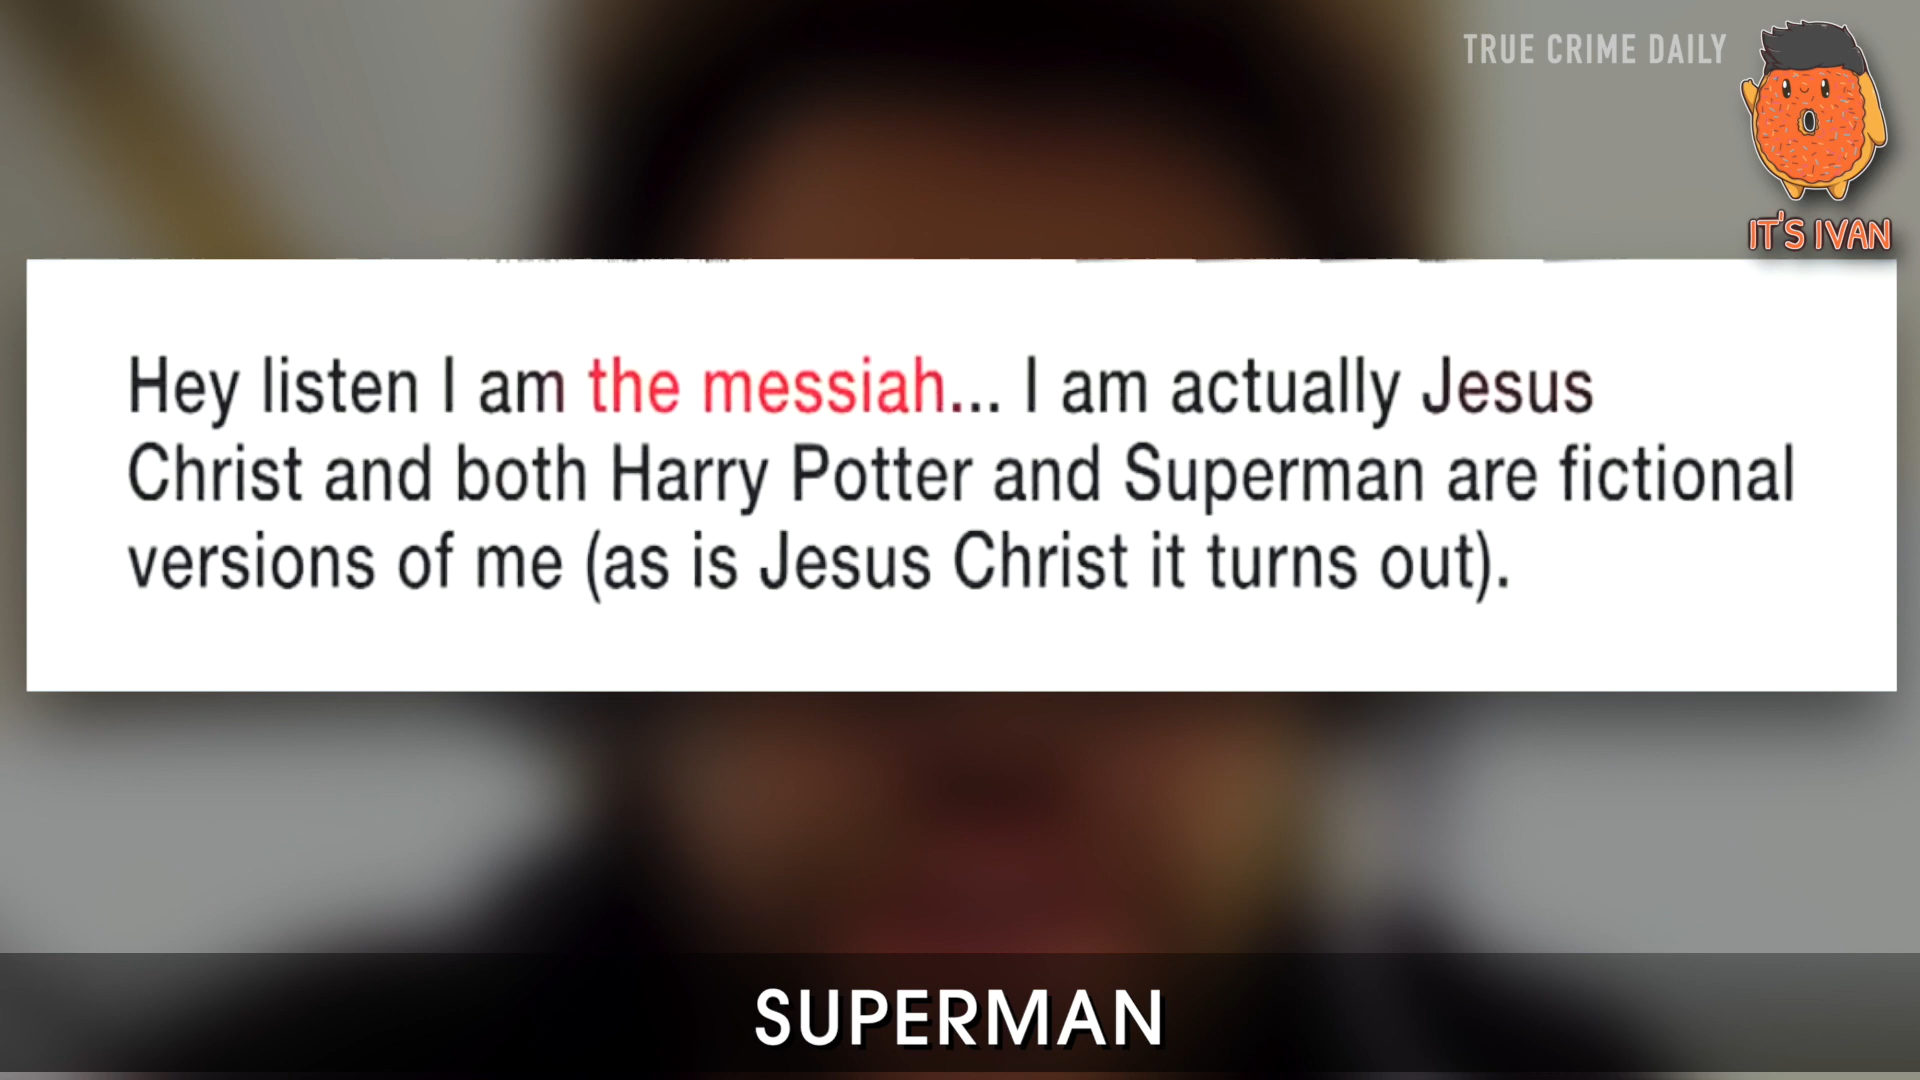 TRUE CRIME DAILY
IT'S IVAN
Hey listen I am the messiah... I am actually Jesus
Christ and both Harry Potter and Superman are fictional
versions of me (as is Jesus Christ it turns out).
SUPERMAN